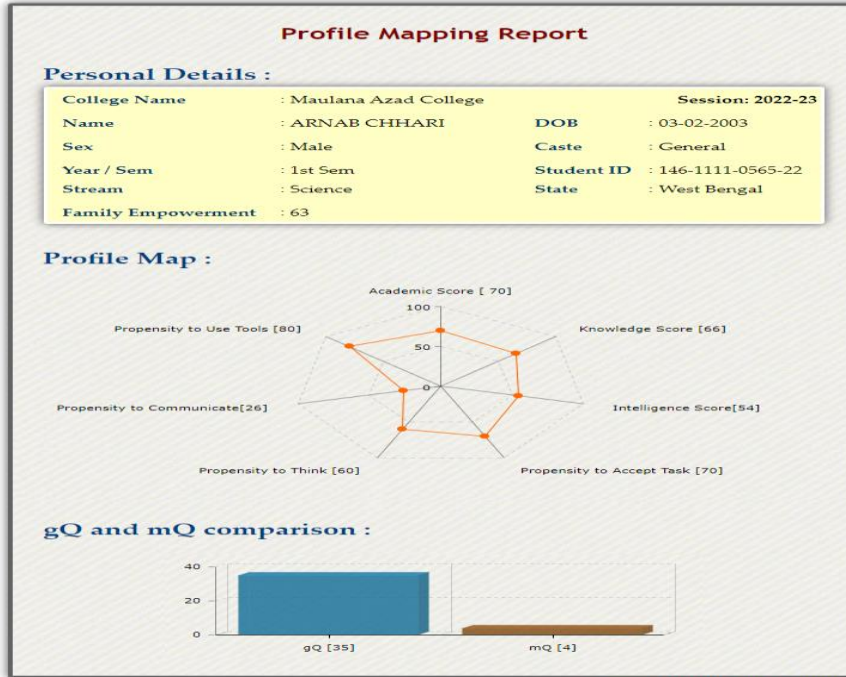 Profile Mapping Report
Personal Details :
College Name : Maulana Azad College Session: 2022-23
Name : ARNAB CHHARI DOB : 03-02-2003
Sex : Male Caste : General
Year / Sem : 1st Sem Student ID : 146-1111-0565-22
Stream : Science State : West Bengal
Family Empowerment : 63
Profile Map :
Academic Score [ 70]
100
Propensity to Use Tools [80] Knowledge Score [66]
50
0
Propensity to Communicate[26] Intelligence Score[54]
Propensity to Think [60] Propensity to Accept Task [70]
gQ and mQ comparison :
40
20
0
gQ [35] mQ [4]